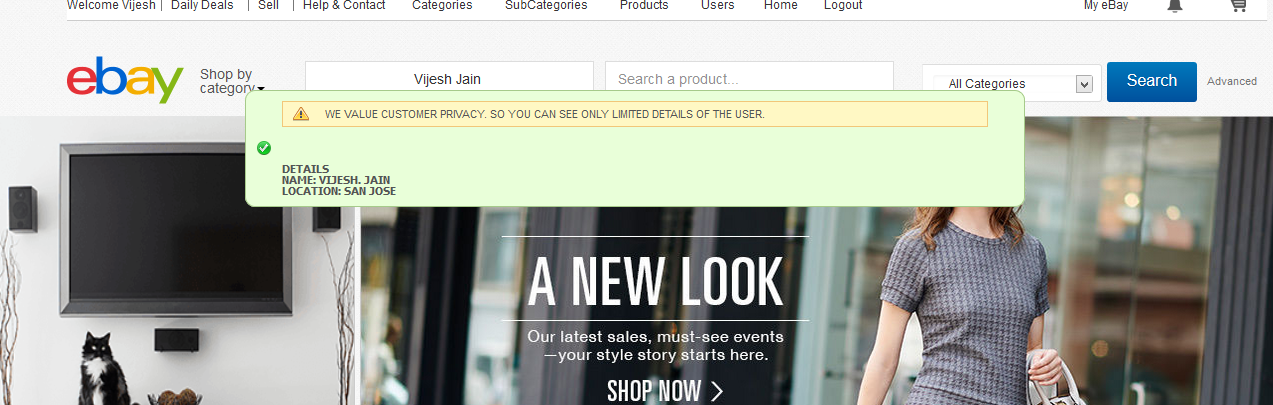 Welcome Vijesh | Daily Deals | Sell | Help & Contact Categories SubCategories Products Users Home Logout My eBay
ebay Shop by category Vijesh Jain Search a product... All Categories Search Advanced
WE VALUE CUSTOMER PRIVACY. SO YOU CAN SEE ONLY LIMITED DETAILS OF THE USER.
DETAILS
NAME: VIJESH. JAIN
LOCATION: SAN JOSE
A NEW LOOK
Our latest sales, must-see events
—your style story starts here.
SHOP NOW >